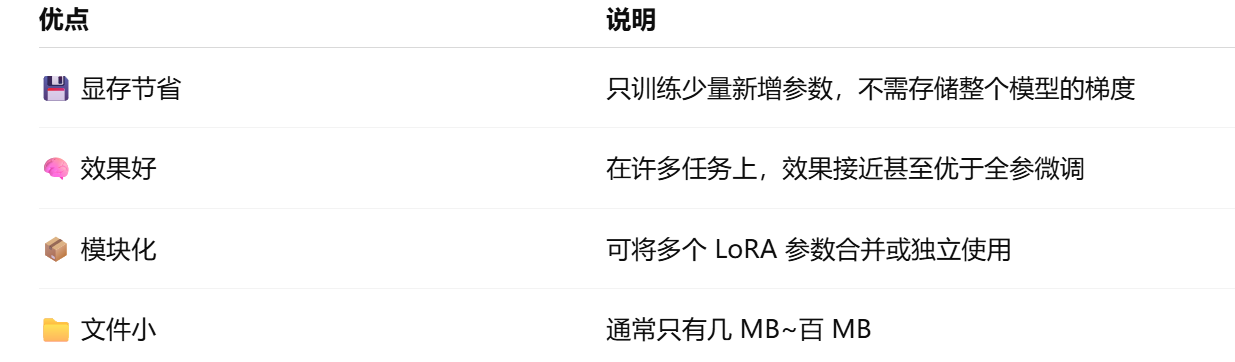 优点 说明
💾 显存节省 只训练少量新增参数，不需存储整个模型的梯度
🧠 效果好 在许多任务上，效果接近甚至优于全参微调
📦 模块化 可将多个 LoRA 参数合并或独立使用
📁 文件小 通常只有几 MB~百 MB